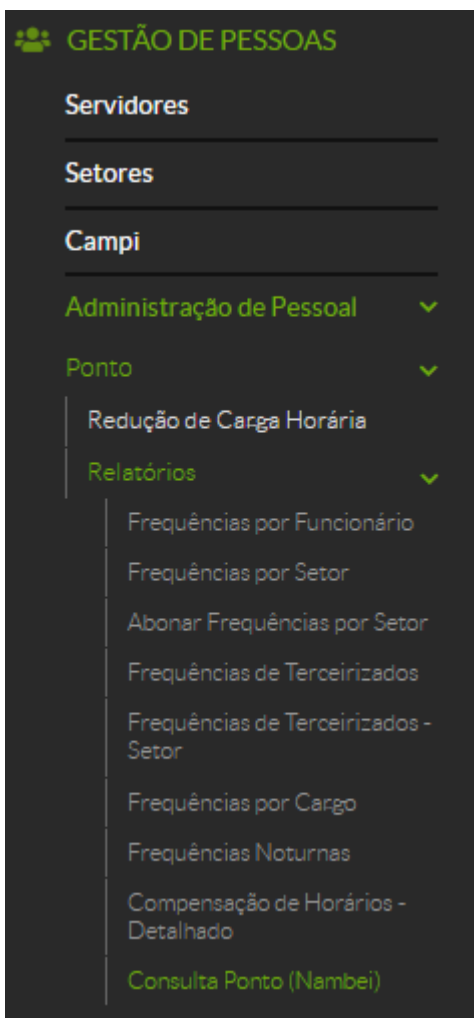 GESTÃO DE PESSOAS
Servidores
Setores
Campi
Administração de Pessoal
Ponto
Redução de Carga Horária
Relatórios
Frequências por Funcionário
Frequências por Setor
Abonar Frequências por Setor
Frequências de Terceirizados
Frequências de Terceirizados -
Setor
Frequências por Cargo
Frequências Noturnas
Compensação de Horários -
Detalhado
Consulta Ponto (Nambei)